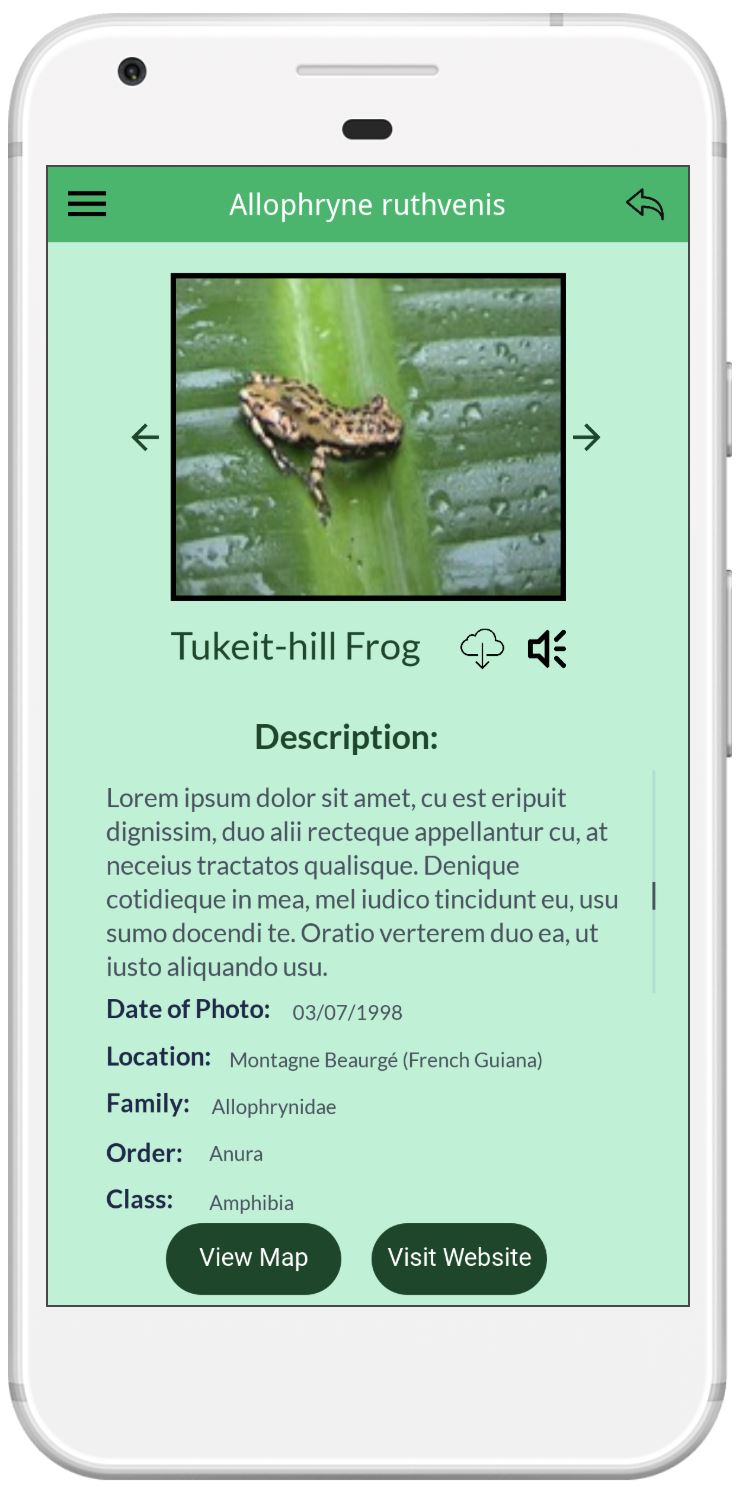 Allophryne ruthvenis
Tukeit-hill Frog
Description:
Lorem ipsum dolor sit amet, cu est eripuit
dignissim, duo alii recteque appellantur cu, at
neceius tractatos qualisque. Denique
cotidieque in mea, mel iudico tincidunt eu, usu
sumo docendi te. Oratio verterem duo ea, ut
iusto aliquando usu.
Date of Photo: 03/07/1998
Location: Montagne Beaurgé (French Guiana)
Family: Allophrynidae
Order: Anura
Class: Amphibia
View Map Visit Website